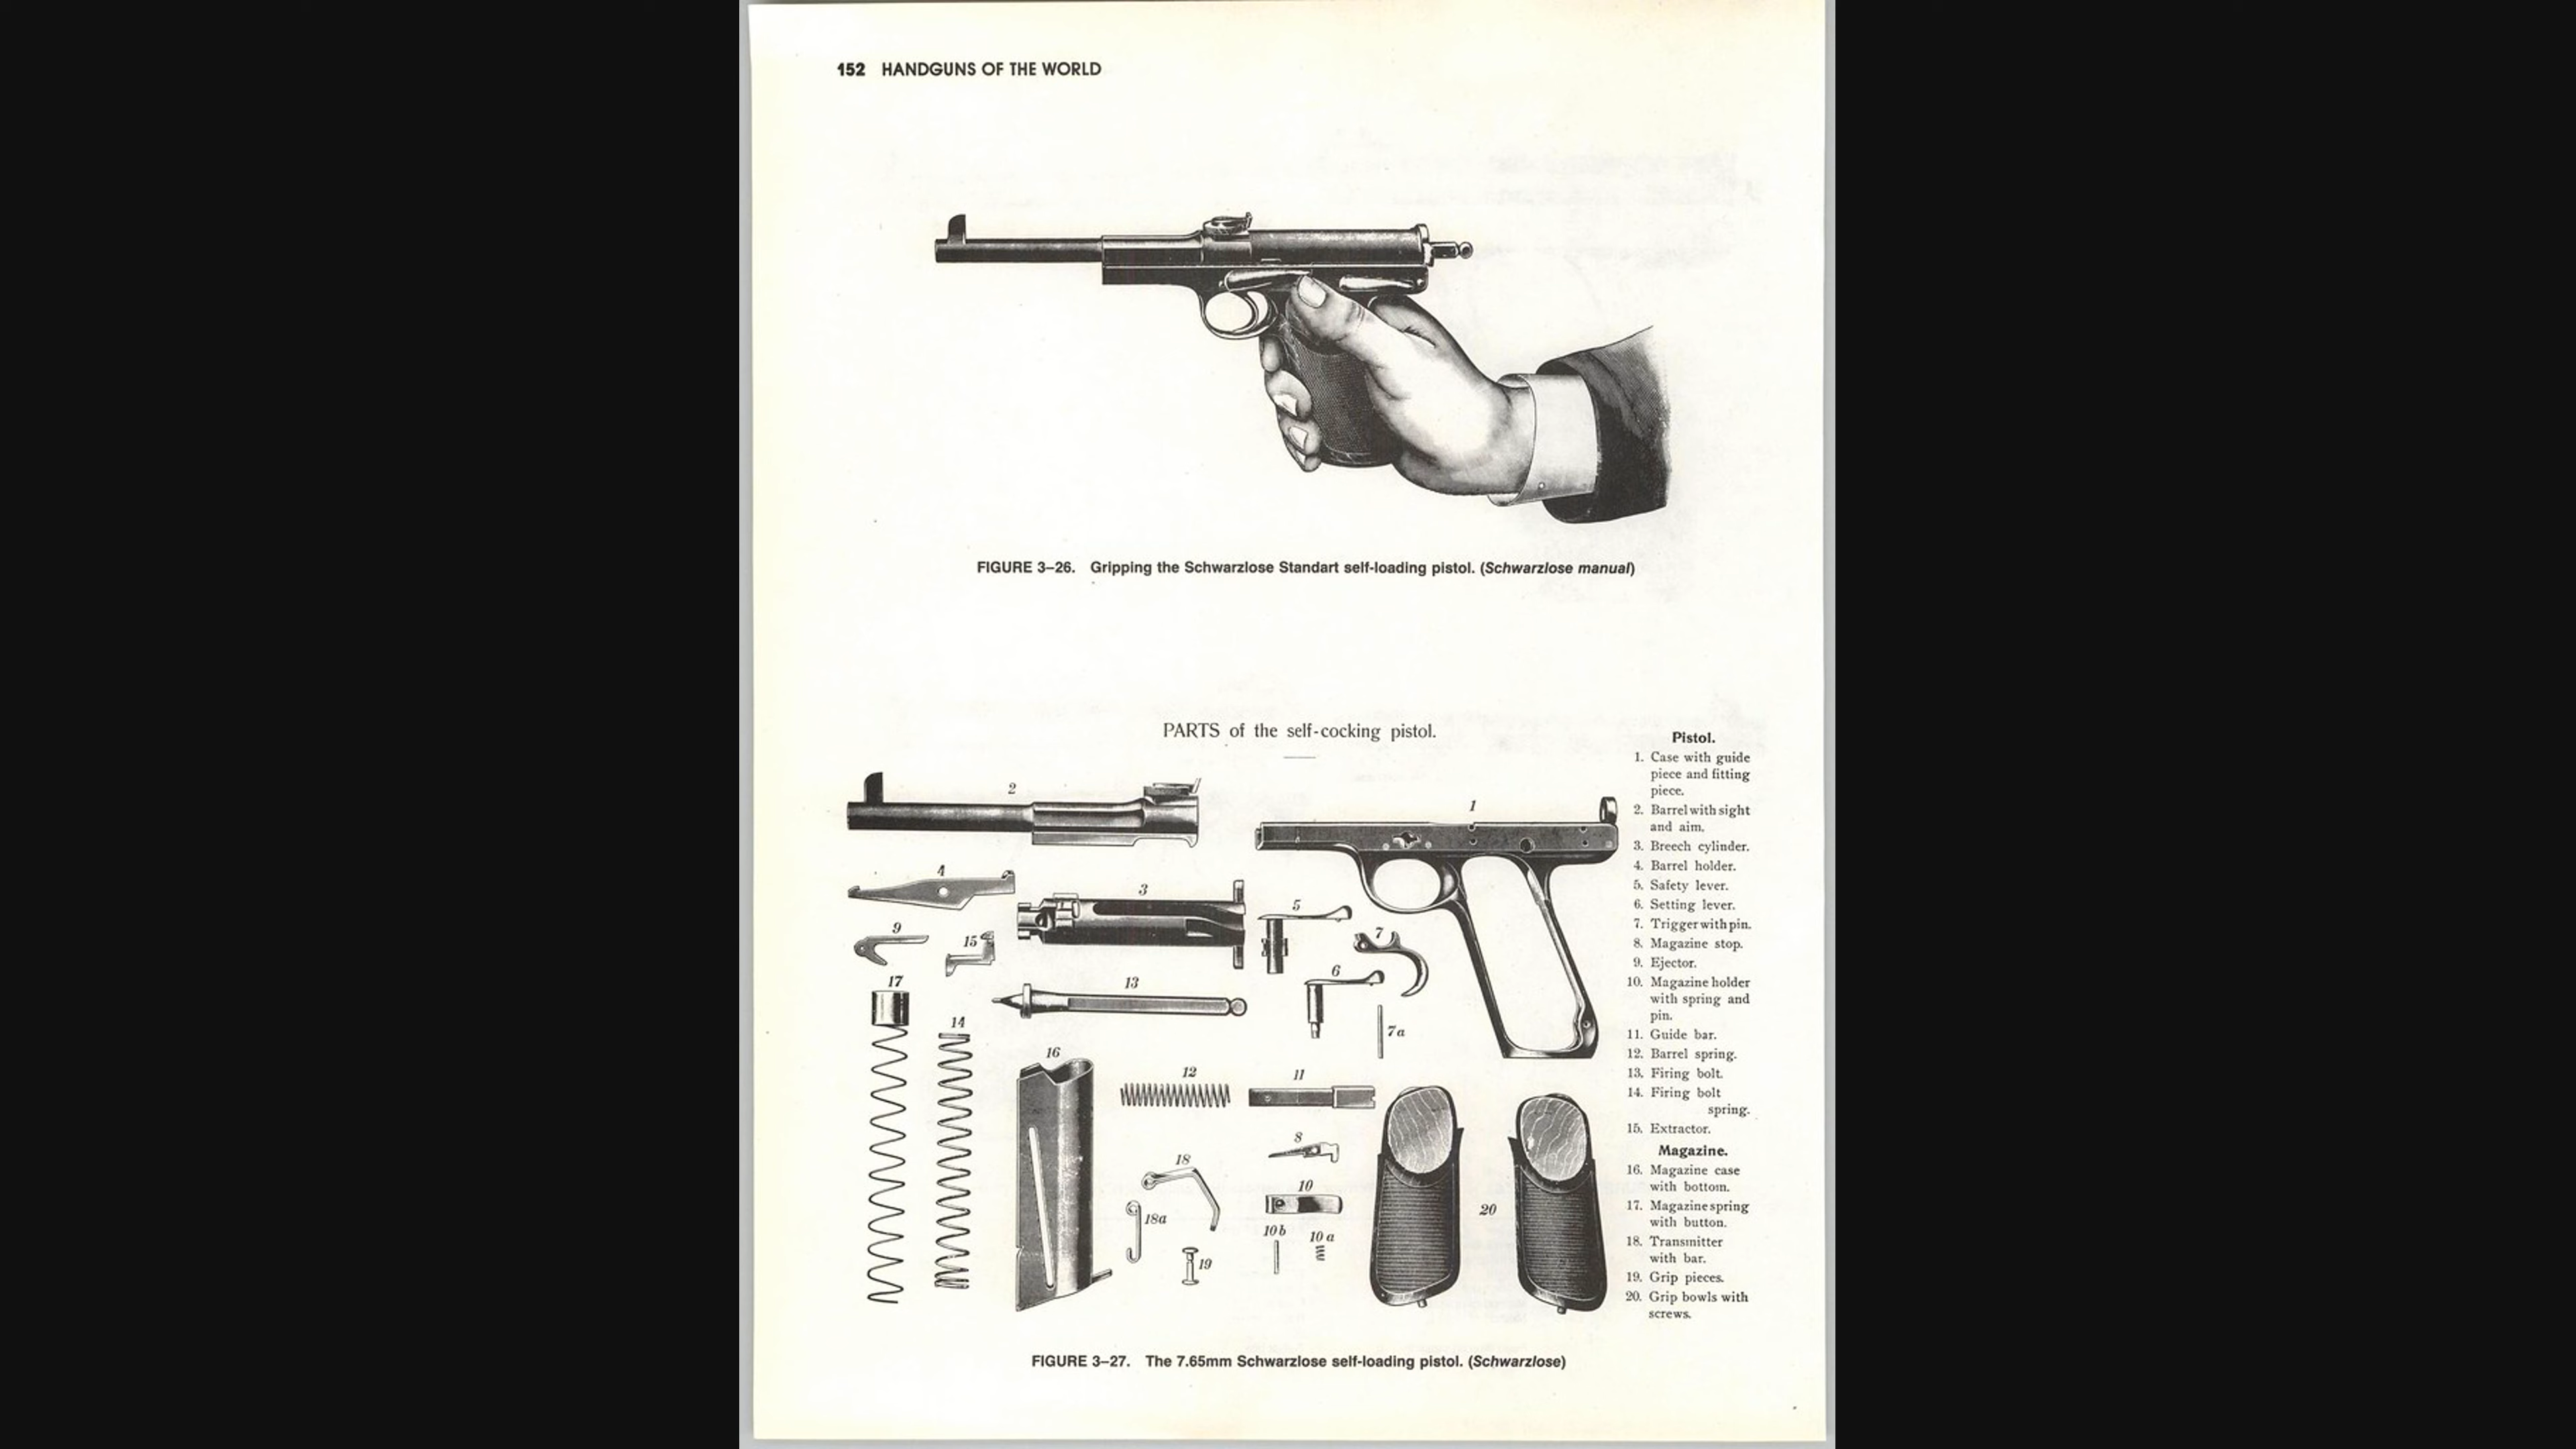 152 HANDGUNS OF THE WORLD
FIGURE 3–26. Gripping the Schwarzlose Standart self-loading pistol. (Schwarzlose manual)
PARTS of the self-cocking pistol.
2
1
4
3
5
9
15
7
6
17
13
14
7a
16
12
11
8
18
10
18a
20
10b
10a
19
Pistol.
1. Case with guide
piece and fitting
piece.
2. Barrel with sight
and aim.
3. Breech cylinder.
4. Barrel holder.
5. Safety lever.
6. Setting lever.
7. Trigger with pin.
8. Magazine stop.
9. Ejector.
10. Magazine holder
with spring and
pin.
11. Guide bar.
12. Barrel spring.
13. Firing bolt.
14. Firing bolt
spring.
15. Extractor.
Magazine.
16. Magazine case
with bottom.
17. Magazine spring
with button.
18. Transmitter
with bar.
19. Grip pieces.
20. Grip bowls with
screws.
FIGURE 3–27. The 7.65mm Schwarzlose self-loading pistol. (Schwarzlose)